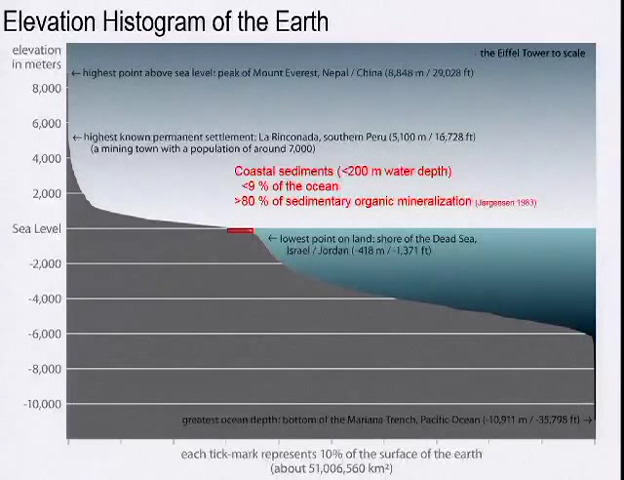 Elevation Histogram of the Earth
elevation
in meters
the Eiffel Tower to scale
← highest point above sea level: peak of Mount Everest, Nepal / China (8,848 m / 29,028 ft)
8,000
6,000
← highest known permanent settlement: La Rinconada, southern Peru (5,100 m / 16,728 ft)
(a mining town with a population of around 7,000)
4,000
Coastal sediments (<200 m water depth)
<9 % of the ocean
2,000
>80 % of sedimentary organic mineralization (Jørgensen 1983)
Sea Level
← lowest point on land: shore of the Dead Sea,
Israel / Jordan (-418 m / -1,371 ft)
-2,000
-4,000
-6,000
-8,000
-10,000
greatest ocean depth: bottom of the Mariana Trench, Pacific Ocean (-10,911 m / -35,798 ft) →
each tick-mark represents 10% of the surface of the earth
(about 51,006,560 km²)